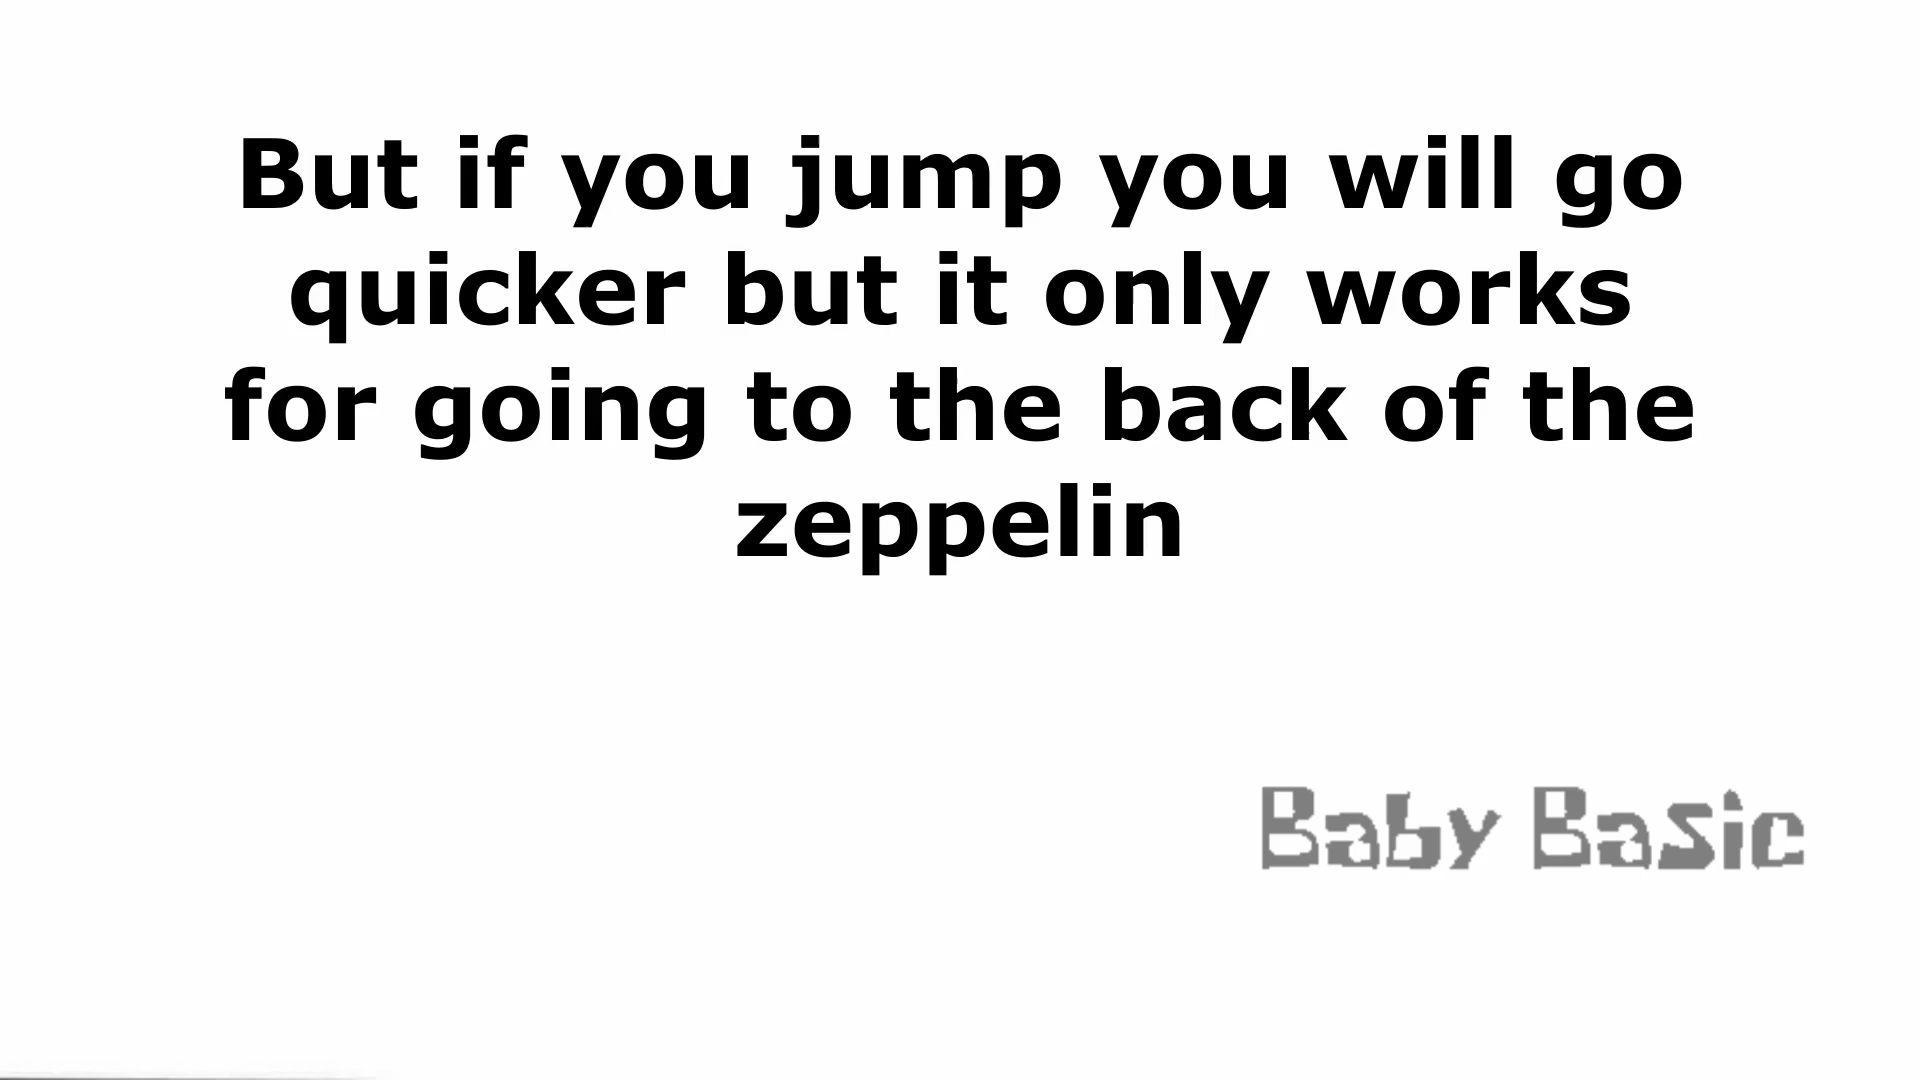 But if you jump you will go
quicker but it only works
for going to the back of the
zeppelin
Baby Basic